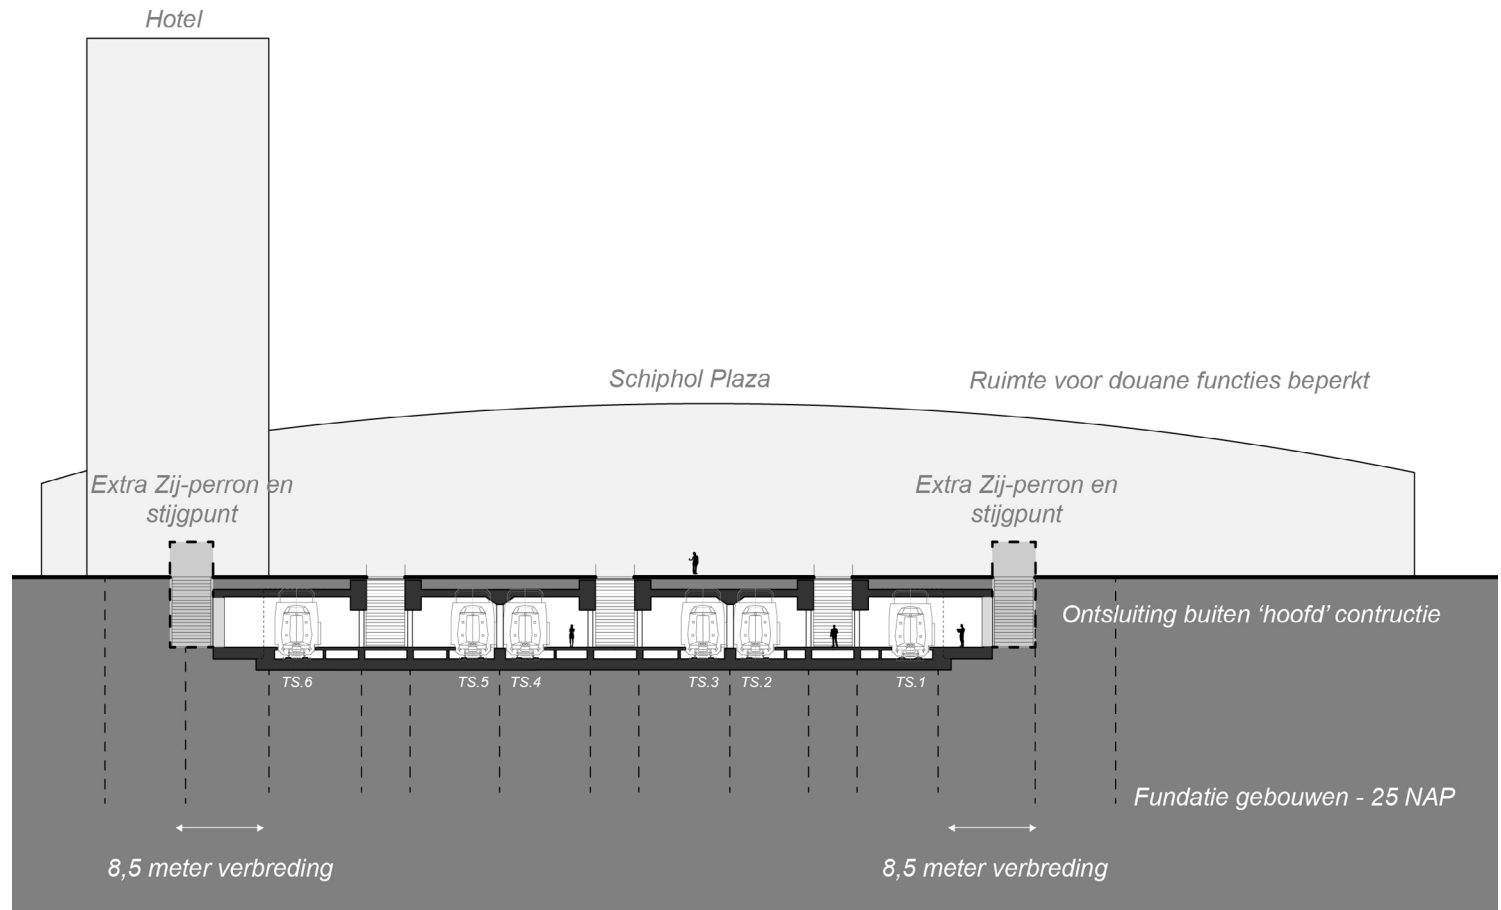 Hotel
Schiphol Plaza
Ruimte voor douane functies beperkt
Extra Zij-perron en
stijgpunt
Extra Zij-perron en
stijgpunt
Ontsluiting buiten ‘hoofd’ contructie
TS.6
TS.5
TS.4
TS.3
TS.2
TS.1
Fundatie gebouwen - 25 NAP
8,5 meter verbreding
8,5 meter verbreding